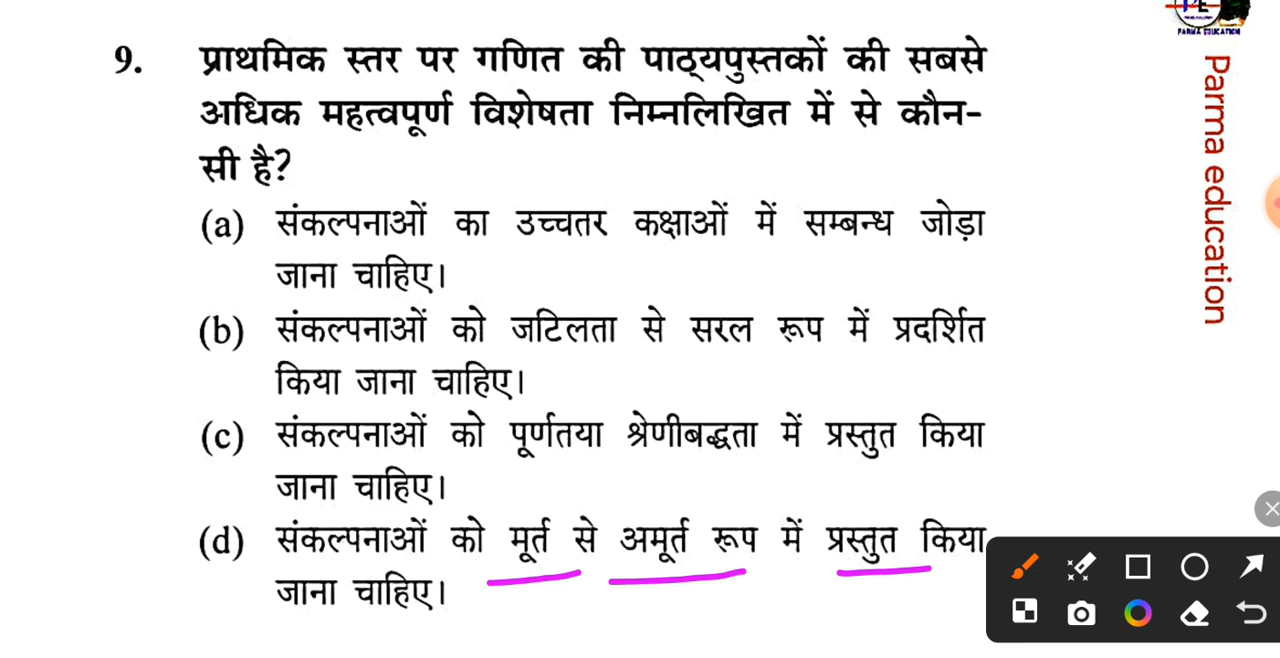 PARMA EDUCATION
Parma education
9. प्राथमिक स्तर पर गणित की पाठ्यपुस्तकों की सबसे
अधिक महत्वपूर्ण विशेषता निम्नलिखित में से कौन-
सी है?
(a) संकल्पनाओं का उच्चतर कक्षाओं में सम्बन्ध जोड़ा
जाना चाहिए।
(b) संकल्पनाओं को जटिलता से सरल रूप में प्रदर्शित
किया जाना चाहिए।
(c) संकल्पनाओं को पूर्णतया श्रेणीबद्धता में प्रस्तुत किया
जाना चाहिए।
(d) संकल्पनाओं को मूर्त से अमूर्त रूप में प्रस्तुत किया
जाना चाहिए।